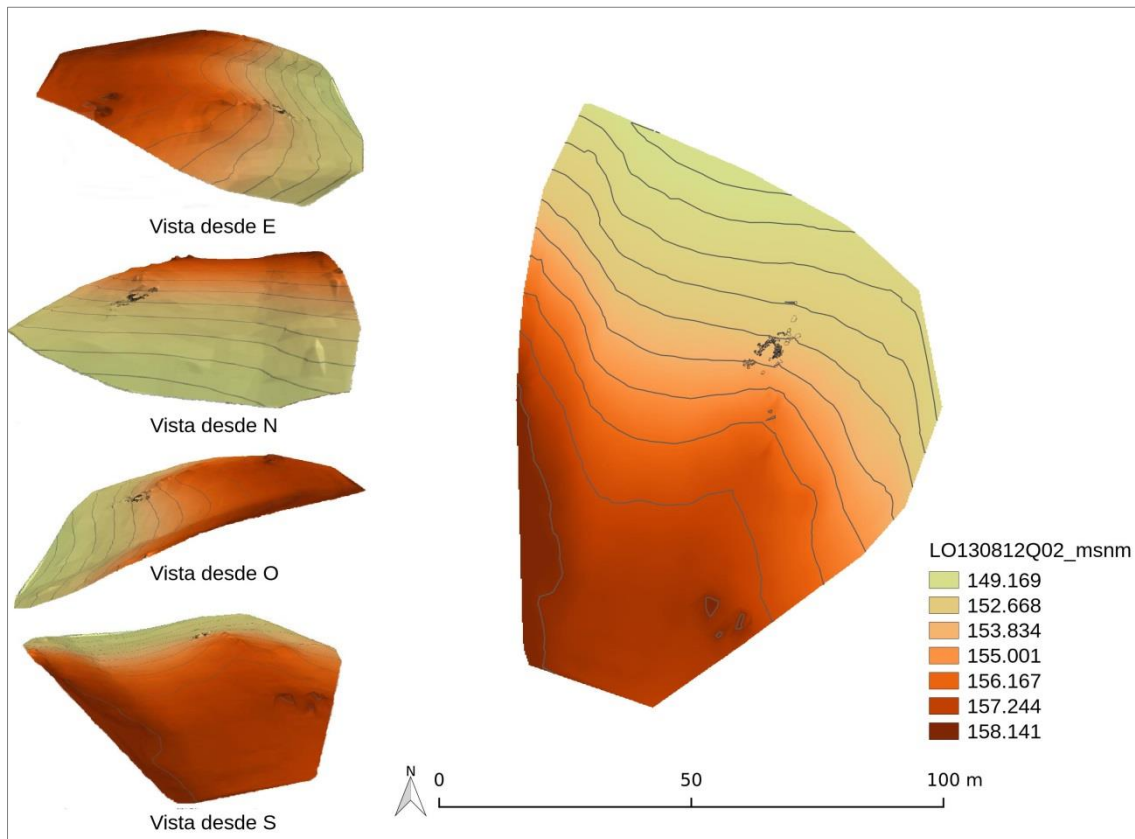 Vista desde E
Vista desde N
Vista desde O
Vista desde S
LO130812Q02_msnm
149.169
152.668
153.834
155.001
156.167
157.244
158.141
N
0 50 100 m